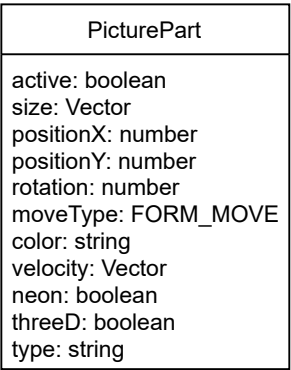 PicturePart
active: boolean
size: Vector
positionX: number
positionY: number
rotation: number
moveType: FORM_MOVE
color: string
velocity: Vector
neon: boolean
threeD: boolean
type: string